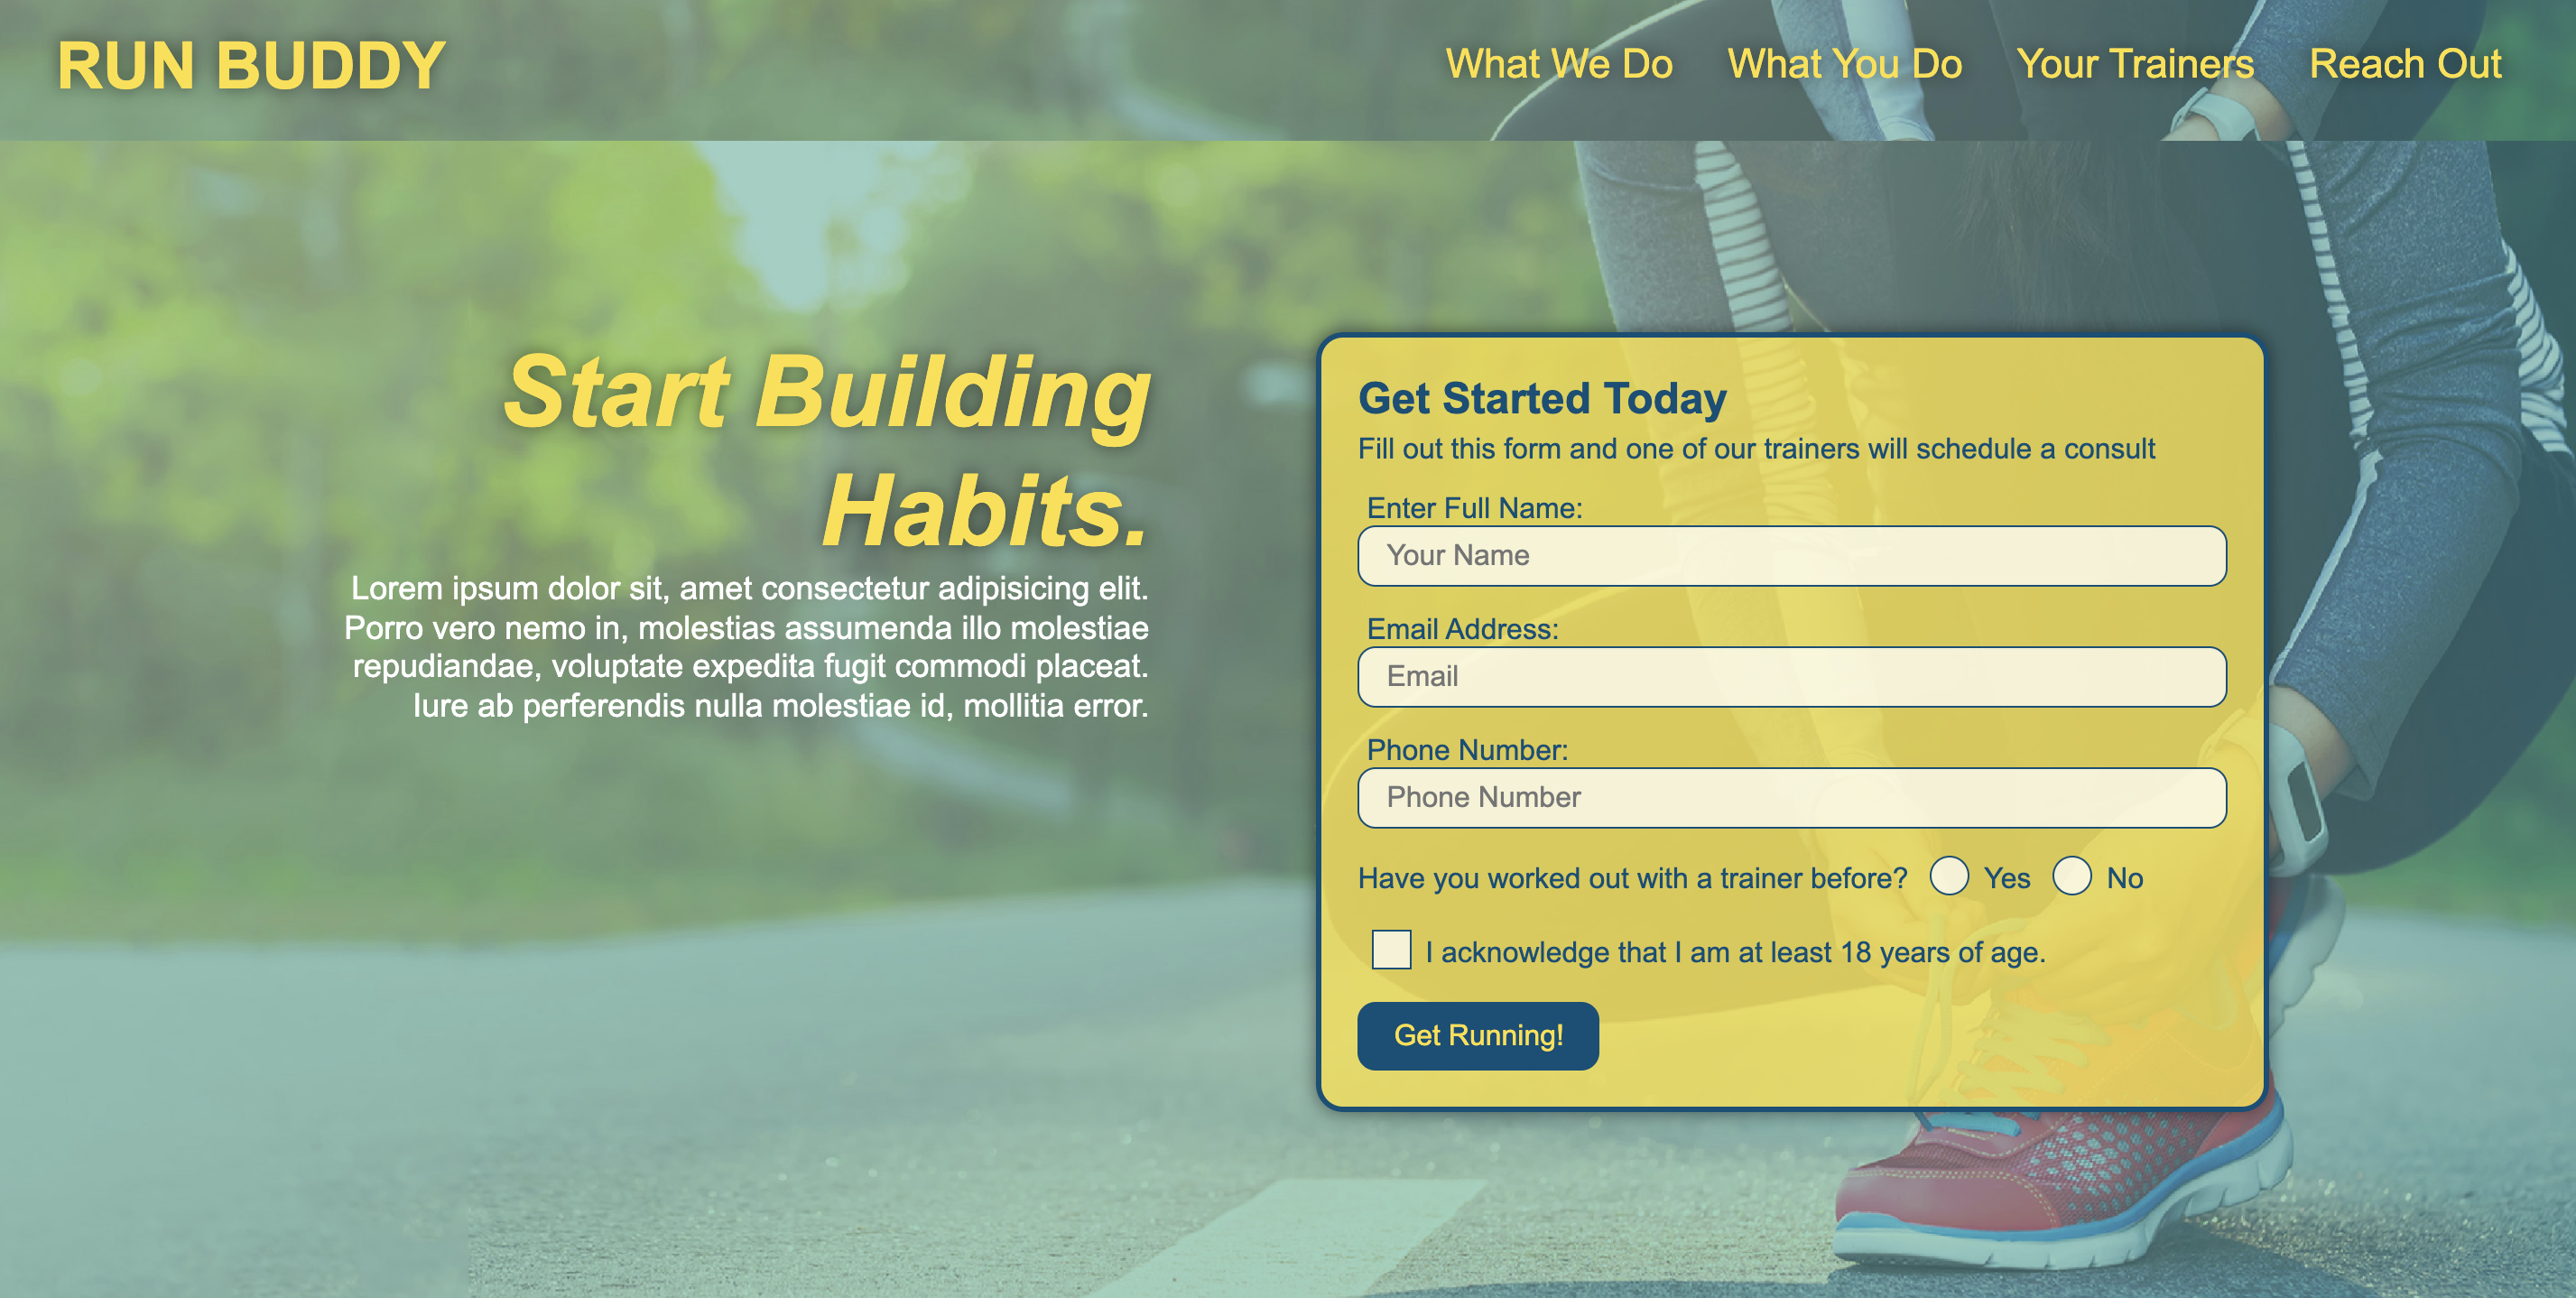 RUN BUDDY
What We Do
What You Do
Your Trainers
Reach Out
Start Building
Habits.
Lorem ipsum dolor sit, amet consectetur adipisicing elit.
Porro vero nemo in, molestias assumenda illo molestiae
repudiandae, voluptate expedita fugit commodi placeat.
Iure ab perferendis nulla molestiae id, mollitia error.
Get Started Today
Fill out this form and one of our trainers will schedule a consult
Enter Full Name:
Your Name
Email Address:
Email
Phone Number:
Phone Number
Have you worked out with a trainer before? Yes No
I acknowledge that I am at least 18 years of age.
Get Running!